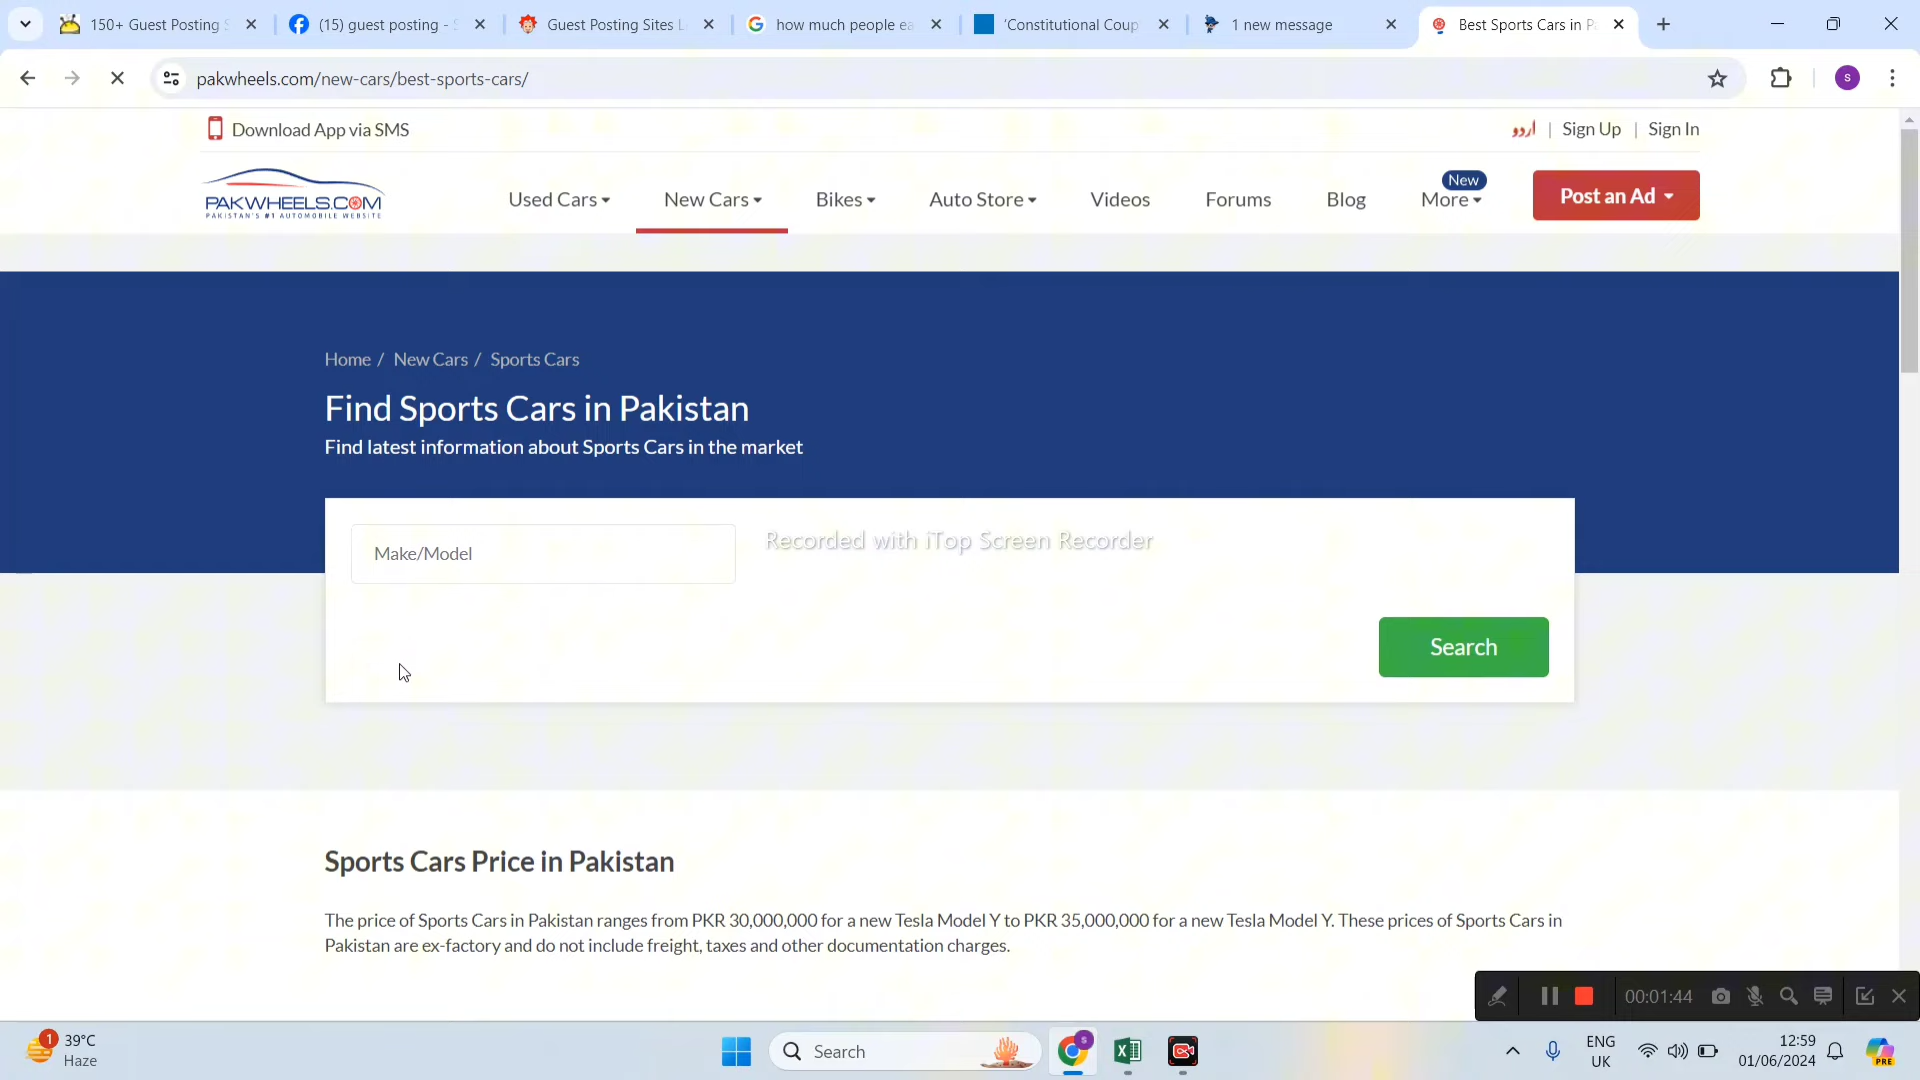 150+ Guest Posting S
(15) guest posting - S
Guest Posting Sites L
how much people ea
'Constitutional Coup
1 new message
Best Sports Cars in Pa
pakwheels.com/new-cars/best-sports-cars/
S
Download App via SMS
اردو | Sign Up | Sign In
PAKWHEELS.COM
PAKISTAN'S #1 AUTOMOBILE WEBSITE
Used Cars
New Cars
Bikes
Auto Store
Videos
Forums
Blog
More
New
Post an Ad
Home / New Cars / Sports Cars
Find Sports Cars in Pakistan
Find latest information about Sports Cars in the market
Make/Model
Recorded with iTop Screen Recorder
Search
Sports Cars Price in Pakistan
The price of Sports Cars in Pakistan ranges from PKR 30,000,000 for a new Tesla Model Y to PKR 35,000,000 for a new Tesla Model Y. These prices of Sports Cars in
Pakistan are ex-factory and do not include freight, taxes and other documentation charges.
00:01:44
1
39°C
Haze
Search
S
ENG
UK
12:59
01/06/2024
PRE